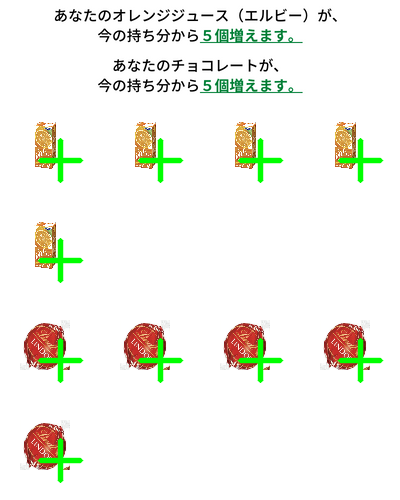 あなたのオレンジジュース（エルビー）が、
今の持ち分から５個増えます。
あなたのチョコレートが、
今の持ち分から５個増えます。